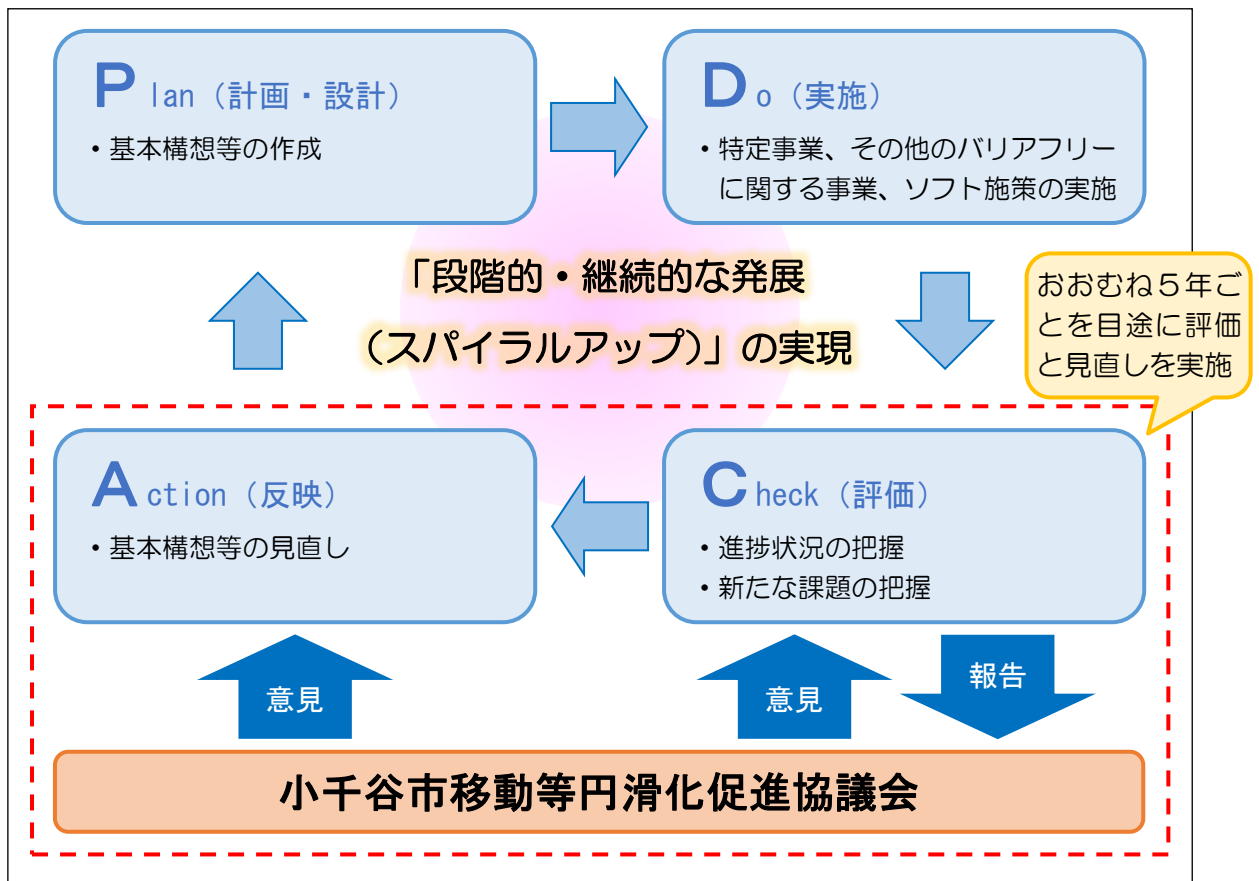 Plan（計画・設計）
・基本構想等の作成
Do（実施）
・特定事業、その他のバリアフリー
に関する事業、ソフト施策の実施
「段階的・継続的な発展
（スパイラルアップ）」の実現
おおむね５年ご
とを目途に評価
と見直しを実施
Action（反映）
・基本構想等の見直し
Check（評価）
・進捗状況の把握
・新たな課題の把握
意見
意見
報告
小千谷市移動等円滑化促進協議会